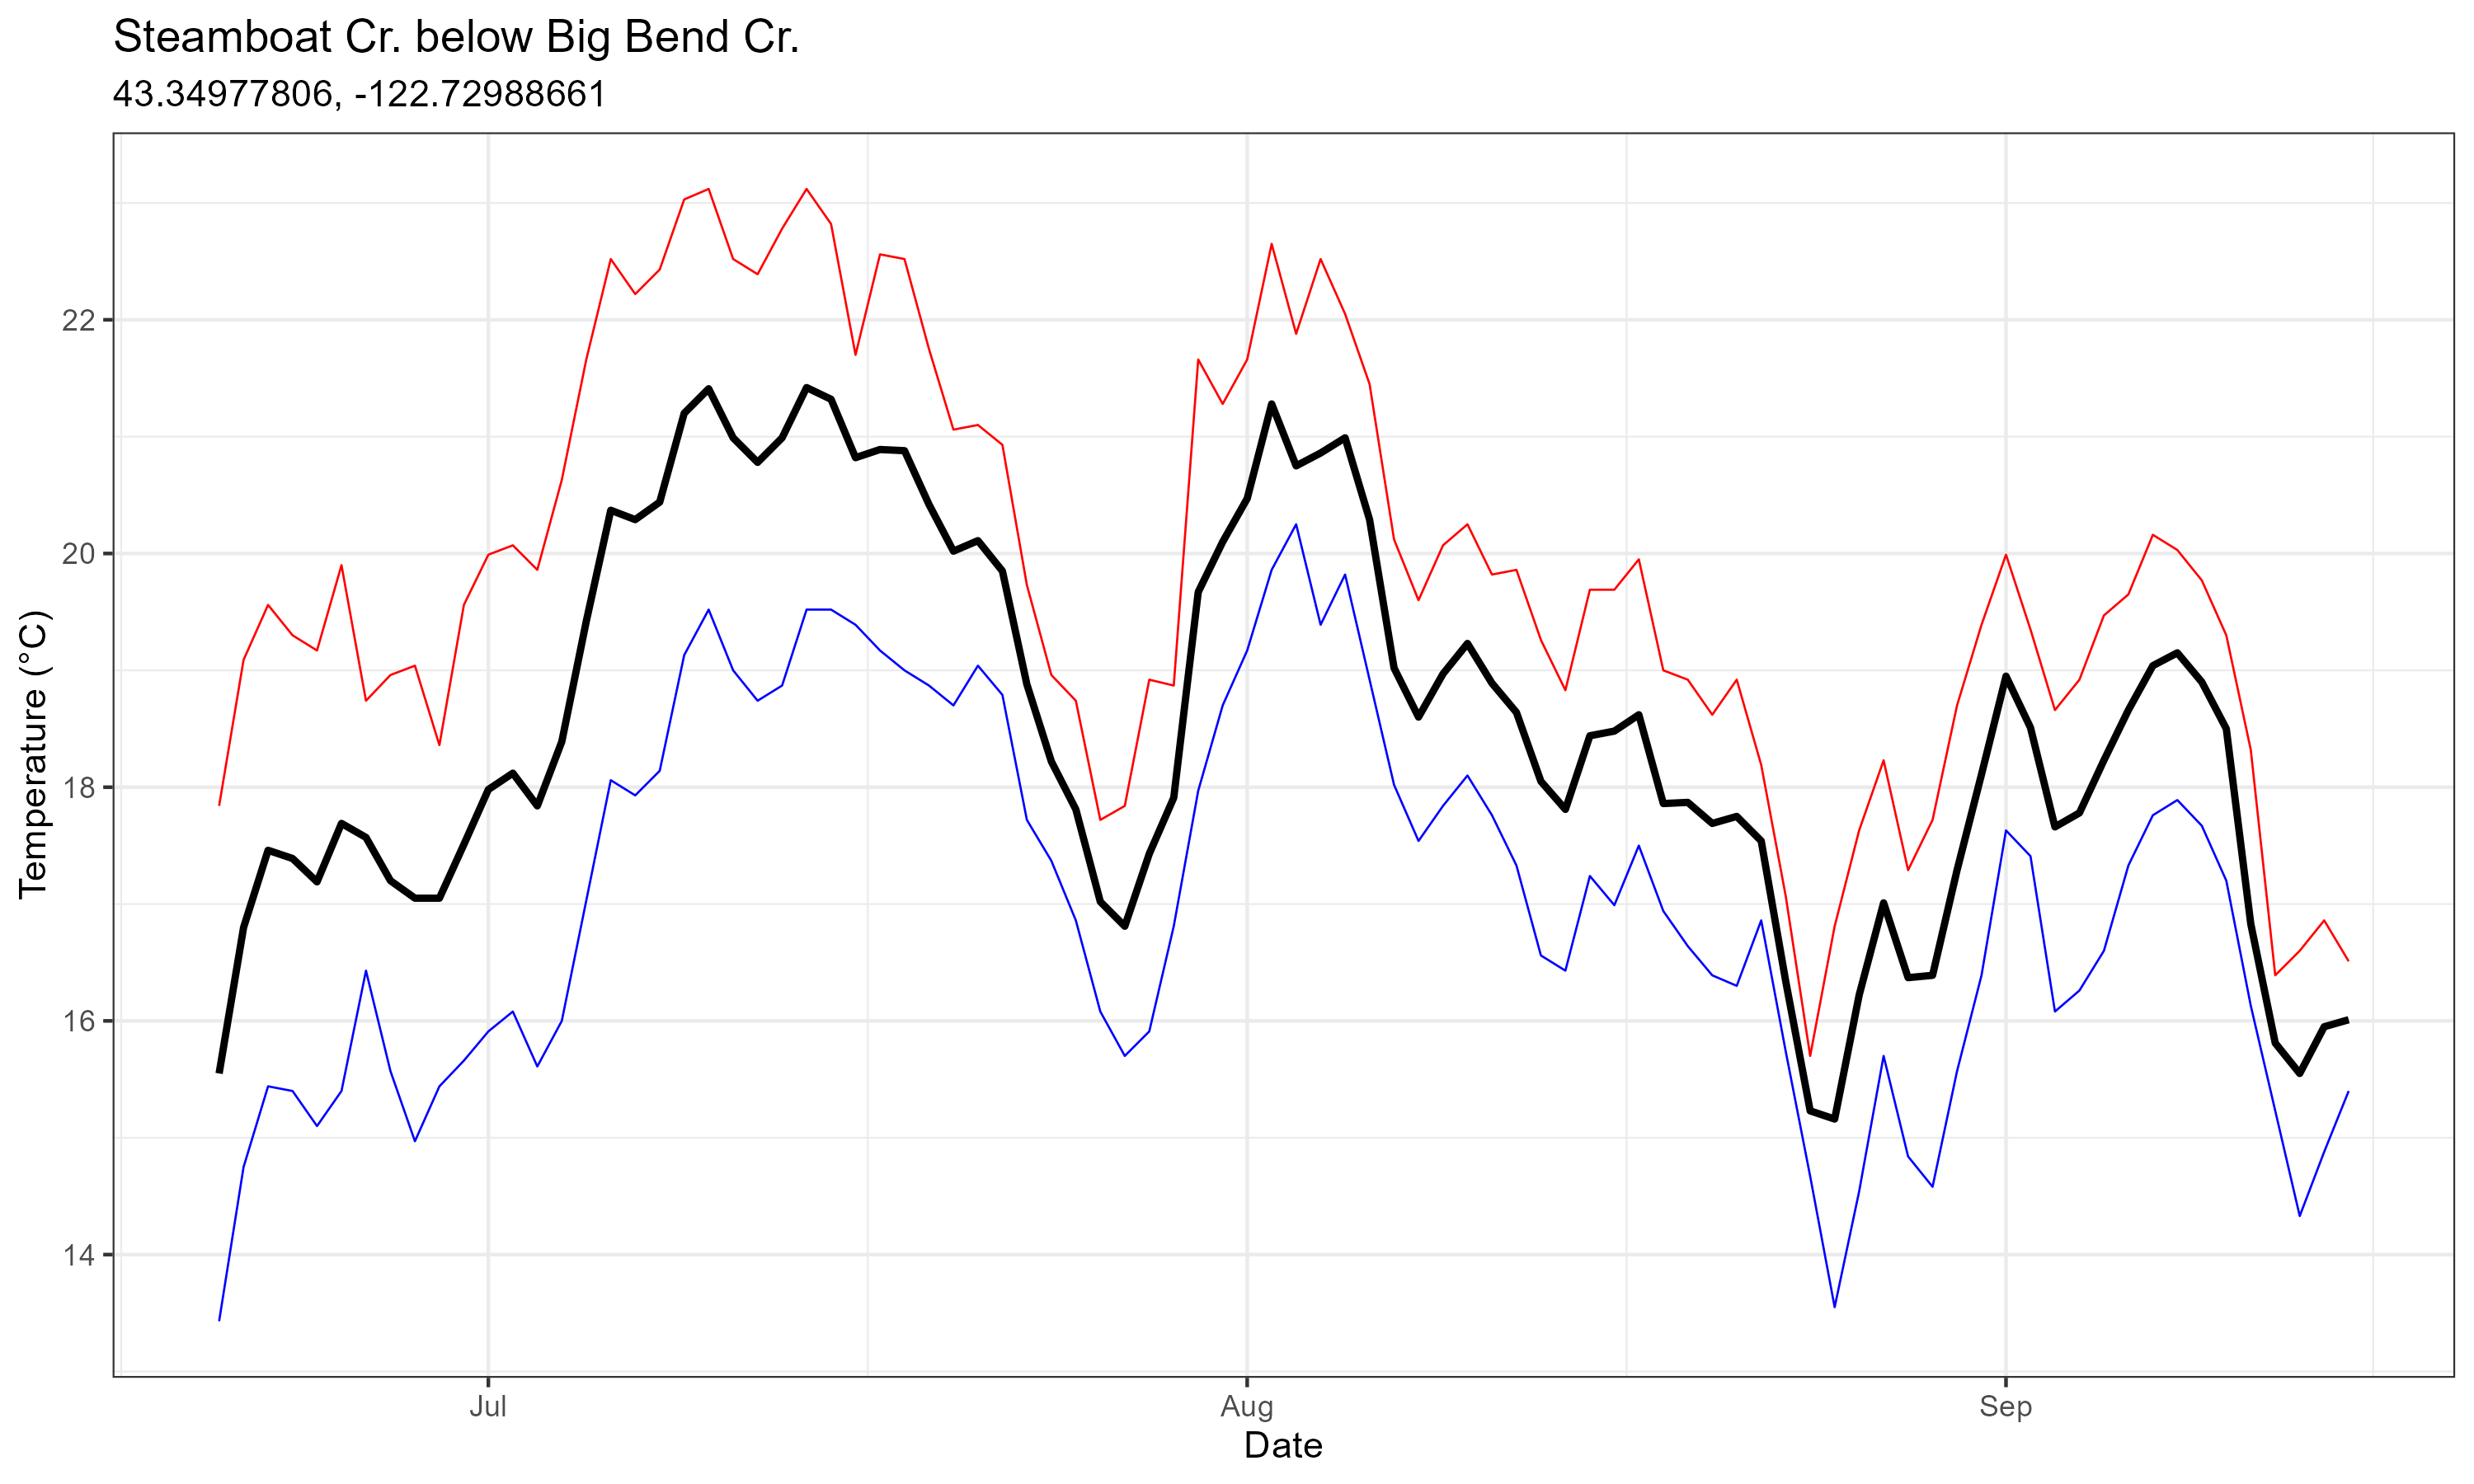 Steamboat Cr. below Big Bend Cr.
43.34977806, -122.72988661
Temperature (°C)
22
20
18
16
14
Jul
Aug
Sep
Date